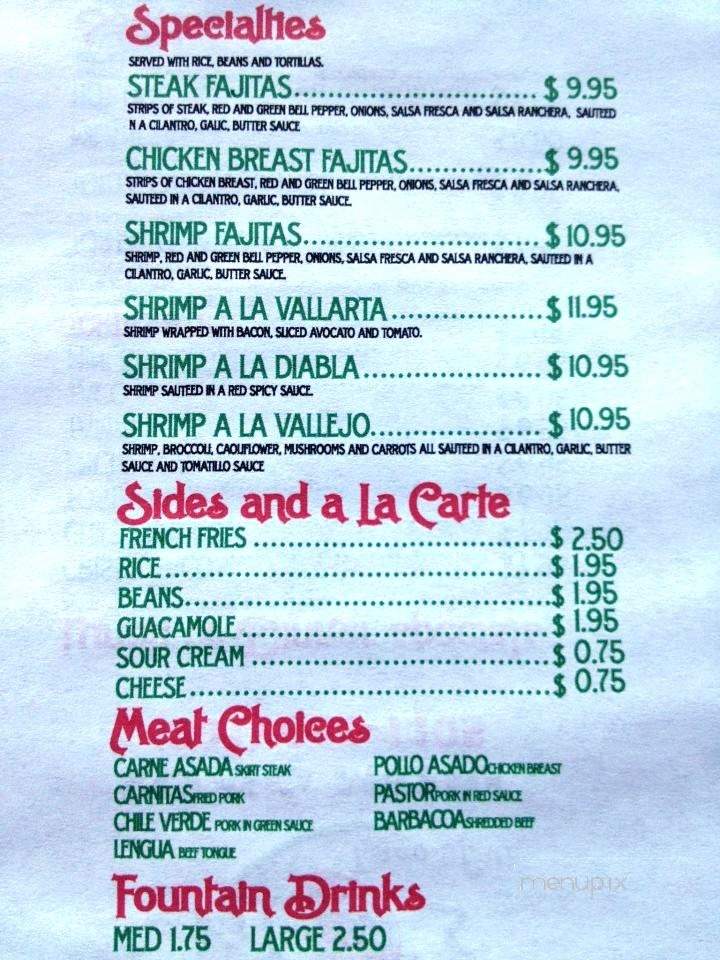 Specialties
SERVED WITH RICE, BEANS AND TORTILLAS.
STEAK FAJITAS.............................. $ 9.95
STRIPS OF STEAK, RED AND GREEN BELL PEPPER, ONIONS, SALSA FRESCA AND SALSA RANCHERA, SAUTEED
N A CILANTRO, GALIC, BUTTER SAUCE
CHICKEN BREAST FAJITAS................$ 9.95
STRIPS OF CHICKEN BREAST, RED AND GREEN BELL PEPPER, ONIONS, SALSA FRESCA AND SALSA RANCHERA,
SAUTEED IN A CILANTRO, GARLIC, BUTTER SAUCE.
SHRIMP FAJITAS............................. $ 10.95
SHRIMP, RED AND GREEN BELL PEPPER, ONIONS, SALSA FRESCA AND SALSA RANCHERA, SAUTEED IN A
CILANTRO, GARLIC, BUTTER SAUCE.
SHRIMP A LA VALLARTA ...................$ 11.95
SHRIMP WRAPPED WITH BACON, SLICED AVOCATO AND TOMATO.
SHRIMP A LA DIABLA...................... $ 10.95
SHRIMP SAUTEED IN A RED SPICY SAUCE.
SHRIMP A LA VALLEJO..................... $ 10.95
SHRIMP, BROCCOLI, CAOULFLOWER, MUSHROOMS AND CARROTS ALL SAUTEED IN A CILANTRO, GARLIC, BUTTER
SAUCE AND TOMATILLO SAUCE
Sides and a La Carte
FRENCH FRIES ....................................$ 2.50
RICE...............................................$ 1.95
BEANS.............................................$ 1.95
GUACAMOLE......................................$ 1.95
SOUR CREAM ....................................$ 0.75
CHEESE............................................$ 0.75
Meat Choices
CARNE ASADA SKIRT STEAK POLLO ASADO CHICKEN BREAST
CARNITAS FRIED PORK PASTOR PORK IN RED SAUCE
CHILE VERDE PORK IN GREEN SAUCE BARBACOA SHREDDED BEEF
LENGUA BEEF TONGUE
menupix
Fountain Drinks
MED 1.75 LARGE 2.50